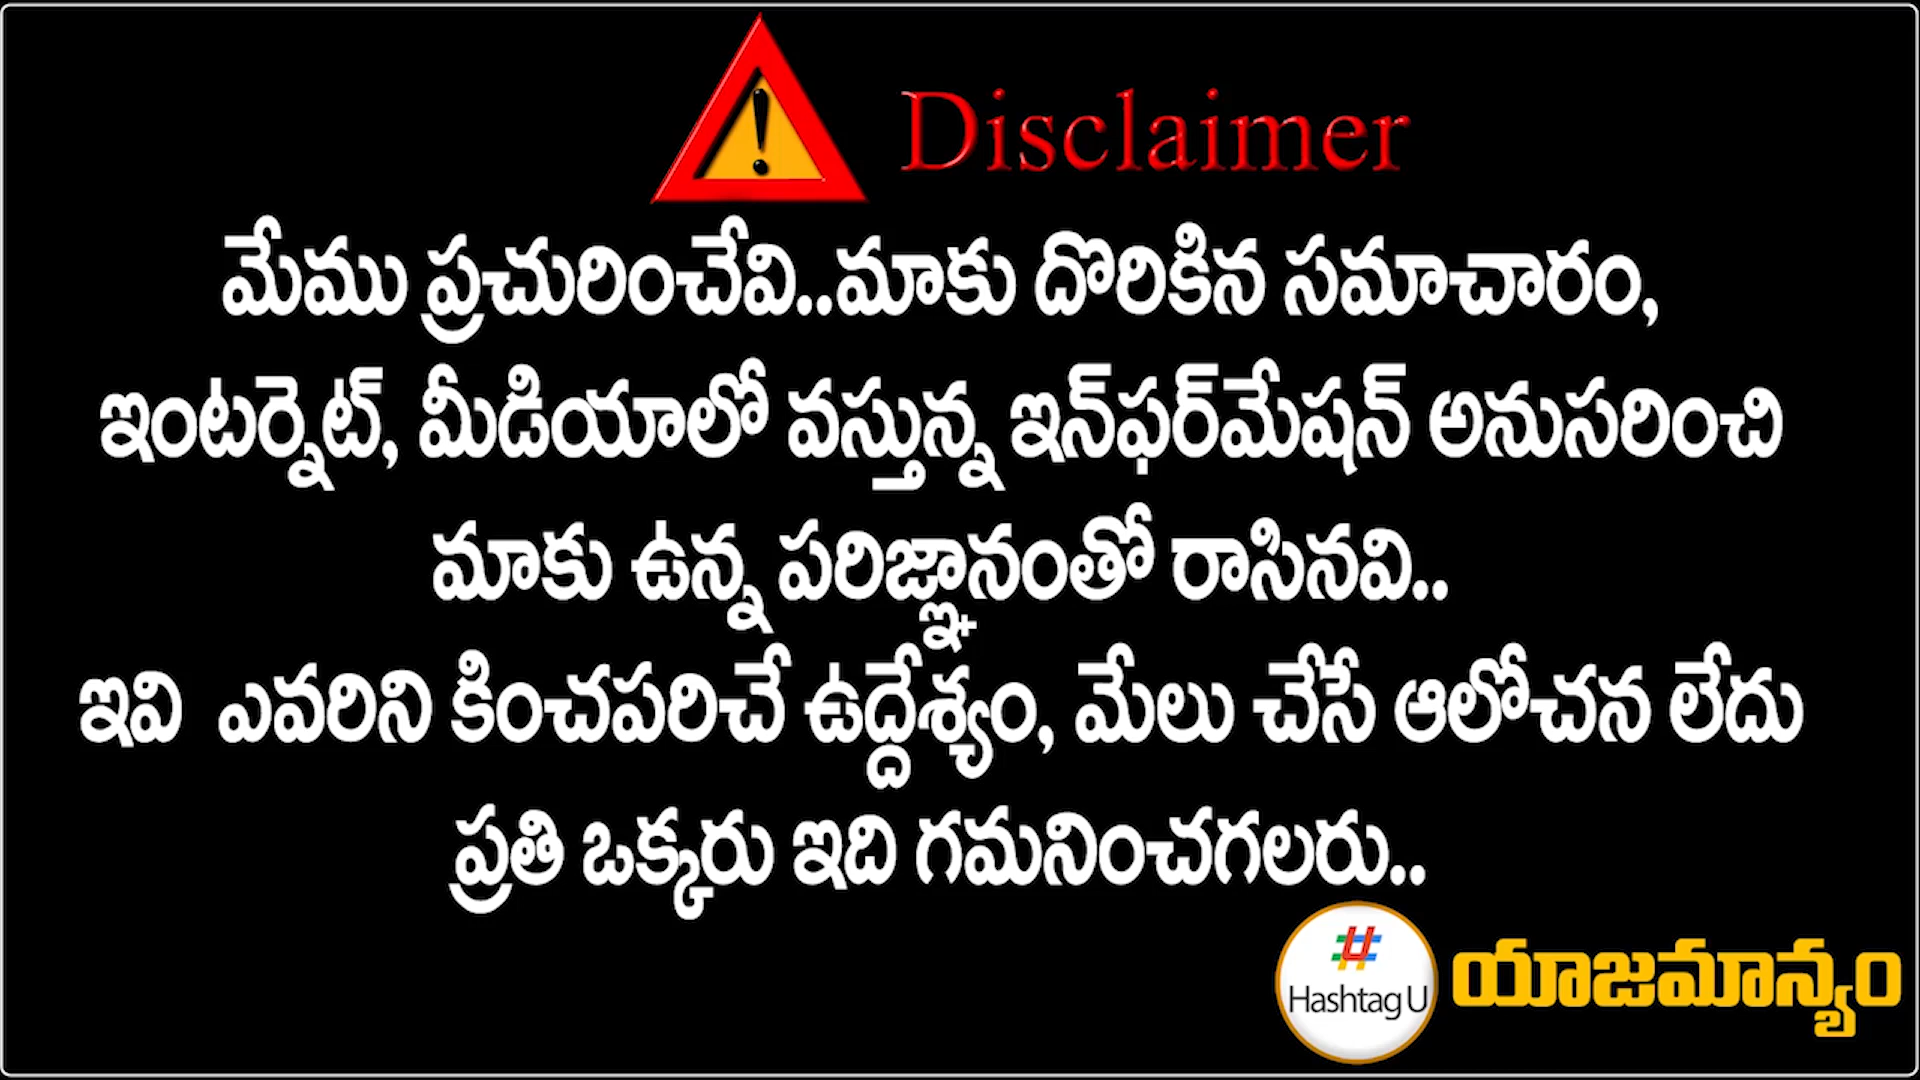 Disclaimer
మేము ప్రచురించేవి..మాకు దొరికిన సమాచారం,
ఇంటర్నెట్, మీడియాలో వస్తున్న ఇన్‌ఫర్‌మేషన్ అనుసరించి
మాకు ఉన్న పరిజ్ఞానంతో రాసినవి..
ఇవి ఎవరిని కించపరిచే ఉద్దేశ్యం, మేలు చేసే ఆలోచన లేదు
ప్రతి ఒక్కరు ఇది గమనించగలరు..
Hashtag U యాజమాన్యం